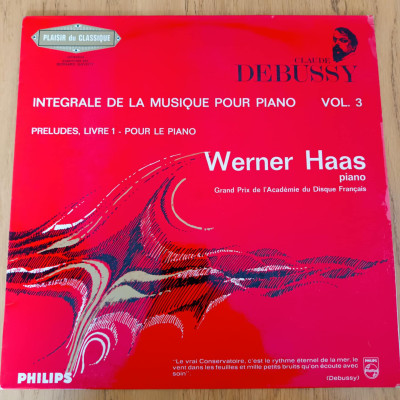 PLAISIR du CLASSIQUE
CLAUDE
DEBUSSY
INTEGRALE DE LA MUSIQUE POUR PIANO VOL. 3
PRELUDES, LIVRE 1 - POUR LE PIANO
Werner Haas
piano
Grand Prix de l'Académie du Disque Français
"Le vrai Conservatoire, c'est le rythme éternel de la mer, le
vent dans les feuilles et mille petits bruits qu'on écoute avec
soin"
(Debussy)
PHILIPS
PHILIPS